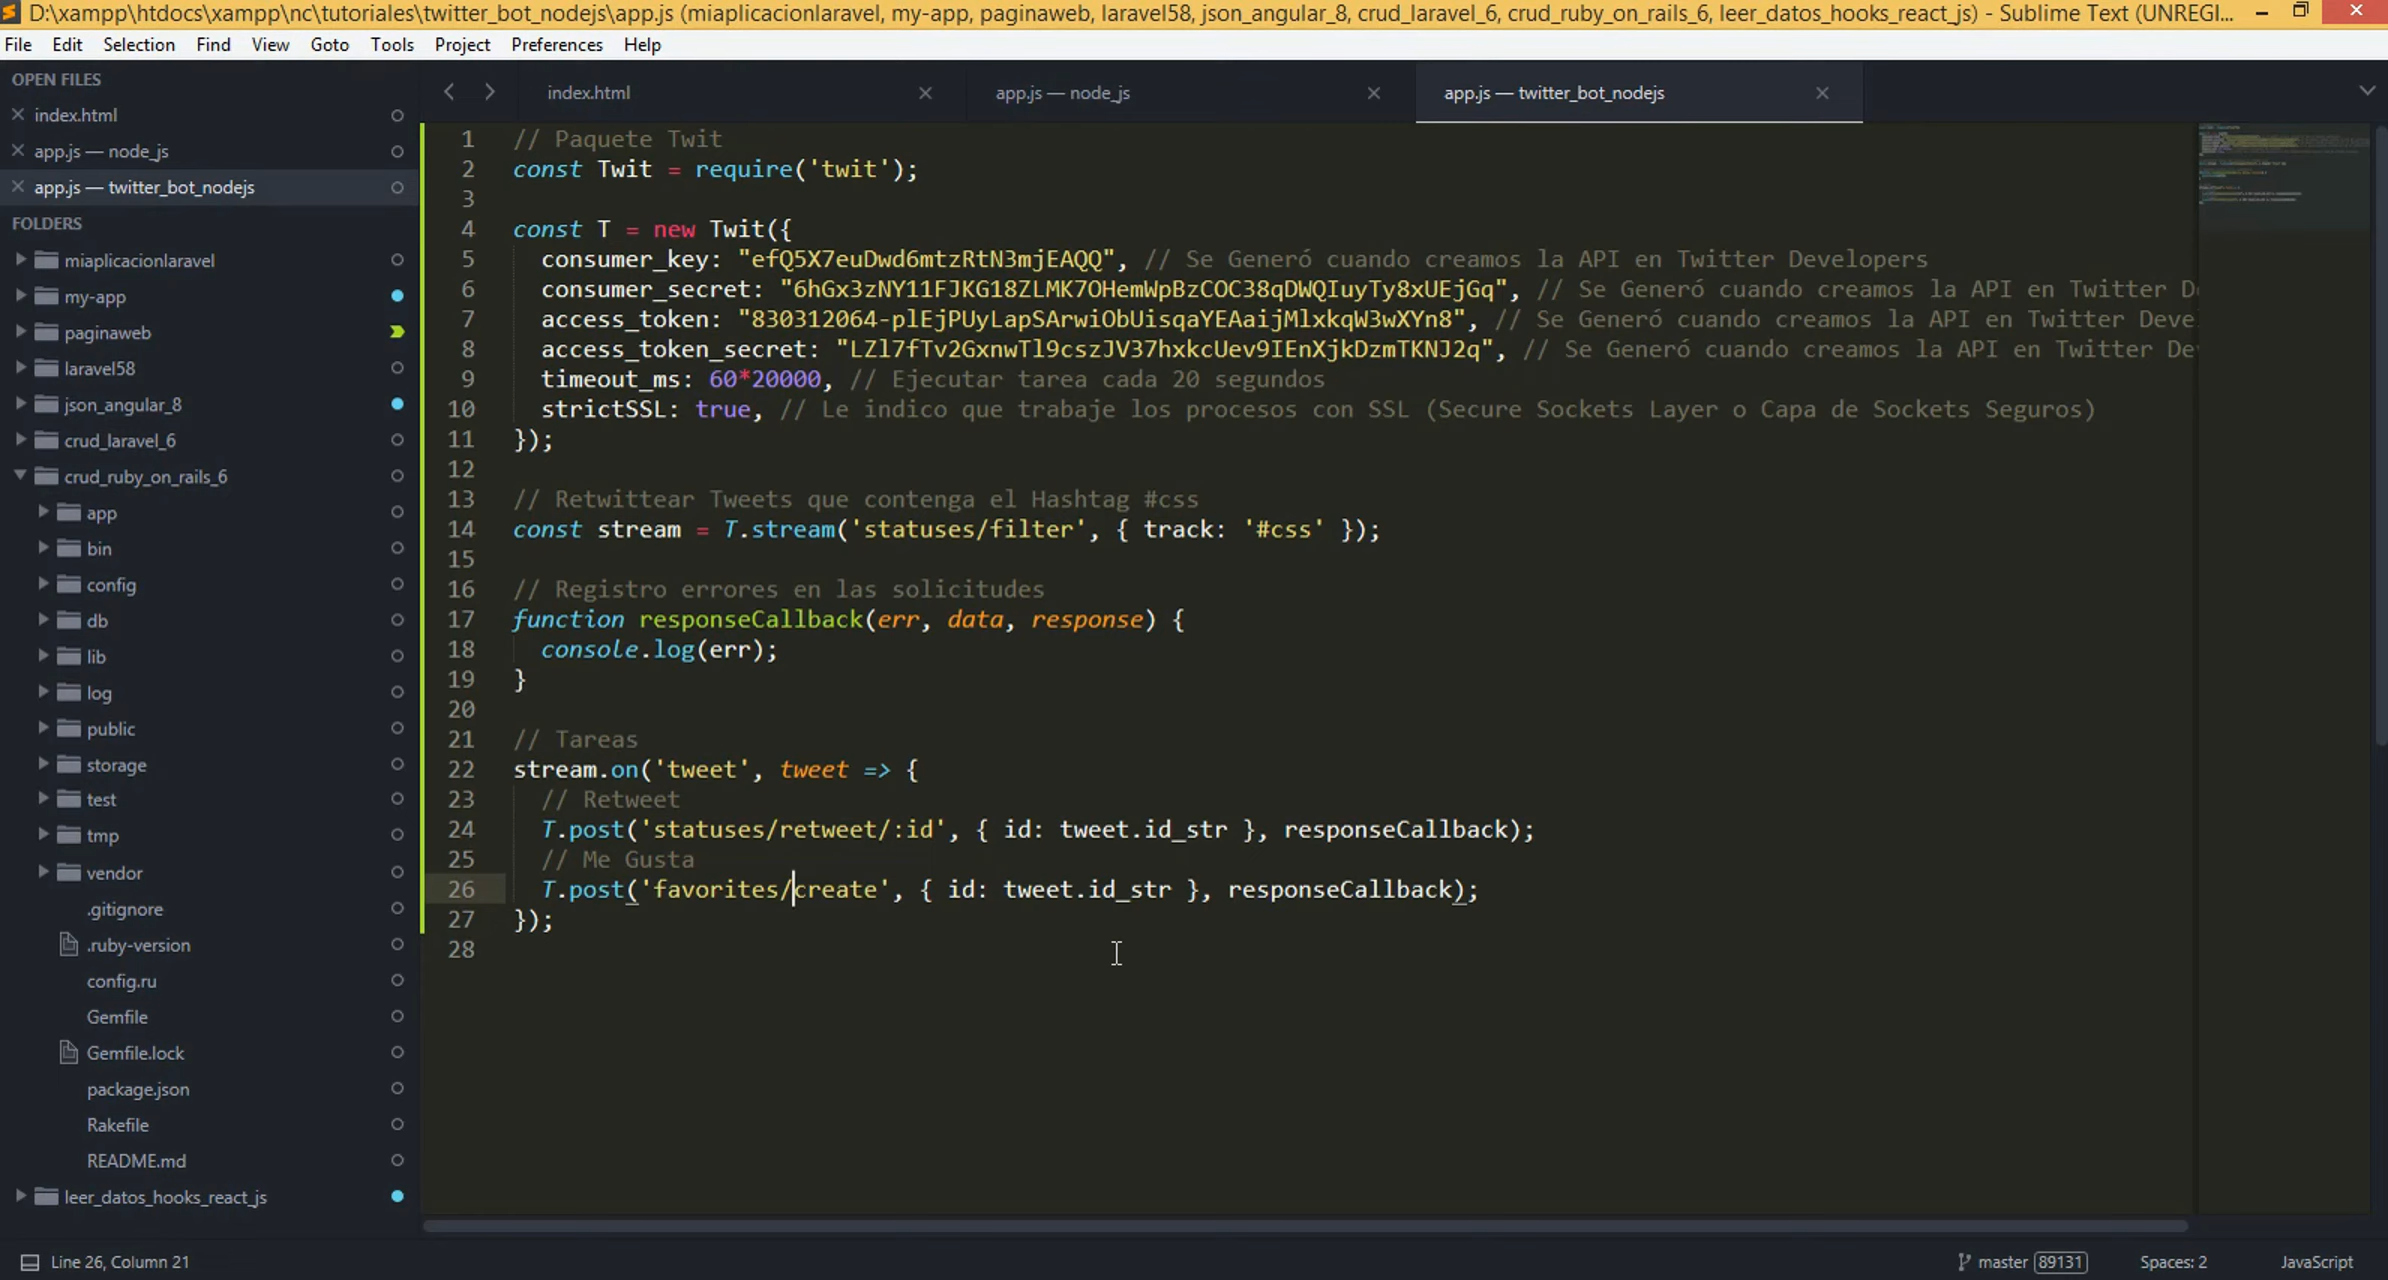 D:\xampp\htdocs\xampp\nc\tutoriales\twitter_bot_nodejs\app.js (miaplicacionlaravel, my-app, paginaweb, laravel58, json_angular_8, crud_laravel_6, crud_ruby_on_rails_6, leer_datos_hooks_react_js) - Sublime Text (UNREGI...
File Edit Selection Find View Goto Tools Project Preferences Help
OPEN FILES
index.html
app.js — node_js
app.js — twitter_bot_nodejs
FOLDERS
miaplicacionlaravel
my-app
paginaweb
laravel58
json_angular_8
crud_laravel_6
crud_ruby_on_rails_6
app
bin
config
db
lib
log
public
storage
test
tmp
vendor
.gitignore
.ruby-version
config.ru
Gemfile
Gemfile.lock
package.json
Rakefile
README.md
leer_datos_hooks_react_js
index.html
app.js — node_js
app.js — twitter_bot_nodejs
1 // Paquete Twit
2 const Twit = require('twit');
3
4 const T = new Twit({
5 consumer_key: "efQ5X7euDwd6mtzRtN3mjEAQQ", // Se Generó cuando creamos la API en Twitter Developers
6 consumer_secret: "6hGx3zNY11FJKG18ZLMK7OHemWpBzCOC38qDWQIuyTy8xUEjGq", // Se Generó cuando creamos la API en Twitter D
7 access_token: "830312064-plEjPUyLapSArwiObUisqaYEAaijMlxkqW3wXYn8", // Se Generó cuando creamos la API en Twitter Deve
8 access_token_secret: "LZl7fTv2GxnwTl9cszJV37hxkcUev9IEnXjkDzmTKNJ2q", // Se Generó cuando creamos la API en Twitter De
9 timeout_ms: 60*20000, // Ejecutar tarea cada 20 segundos
10 strictSSL: true, // Le indico que trabaje los procesos con SSL (Secure Sockets Layer o Capa de Sockets Seguros)
11 });
12
13 // Retwittear Tweets que contenga el Hashtag #css
14 const stream = T.stream('statuses/filter', { track: '#css' });
15
16 // Registro errores en las solicitudes
17 function responseCallback(err, data, response) {
18 console.log(err);
19 }
20
21 // Tareas
22 stream.on('tweet', tweet => {
23 // Retweet
24 T.post('statuses/retweet/:id', { id: tweet.id_str }, responseCallback);
25 // Me Gusta
26 T.post('favorites/create', { id: tweet.id_str }, responseCallback);
27 });
28
Line 26, Column 21
master 89131
Spaces: 2
JavaScript